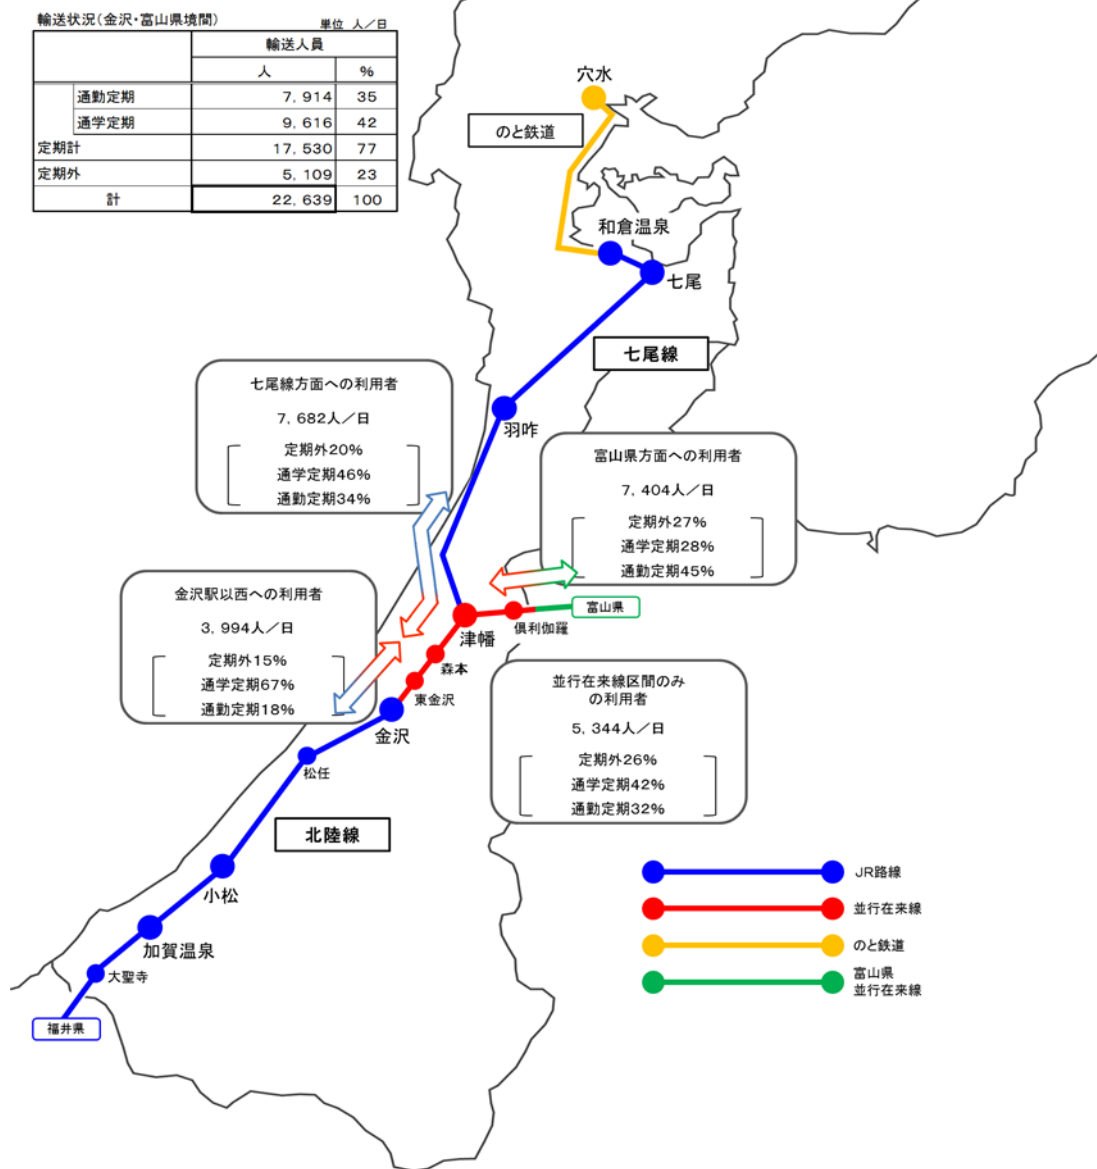 輸送状況(金沢・富山県境間)
単位 人／日
輸送人員
人 %
通勤定期 7,914 35
通学定期 9,616 42
定期計 17,530 77
定期外 5,109 23
計 22,639 100
穴水
のと鉄道
和倉温泉
七尾
七尾線
七尾線方面への利用者
7,682人／日
定期外20%
通学定期46%
通勤定期34%
羽咋
富山県方面への利用者
7,404人／日
定期外27%
通学定期28%
通勤定期45%
金沢駅以西への利用者
3,994人／日
定期外15%
通学定期67%
通勤定期18%
富山県
倶利伽羅
津幡
森本
東金沢
金沢
並行在来線区間のみ
の利用者
5,344人／日
定期外26%
通学定期42%
通勤定期32%
松任
北陸線
小松
加賀温泉
大聖寺
福井県
JR路線
並行在来線
のと鉄道
富山県
並行在来線